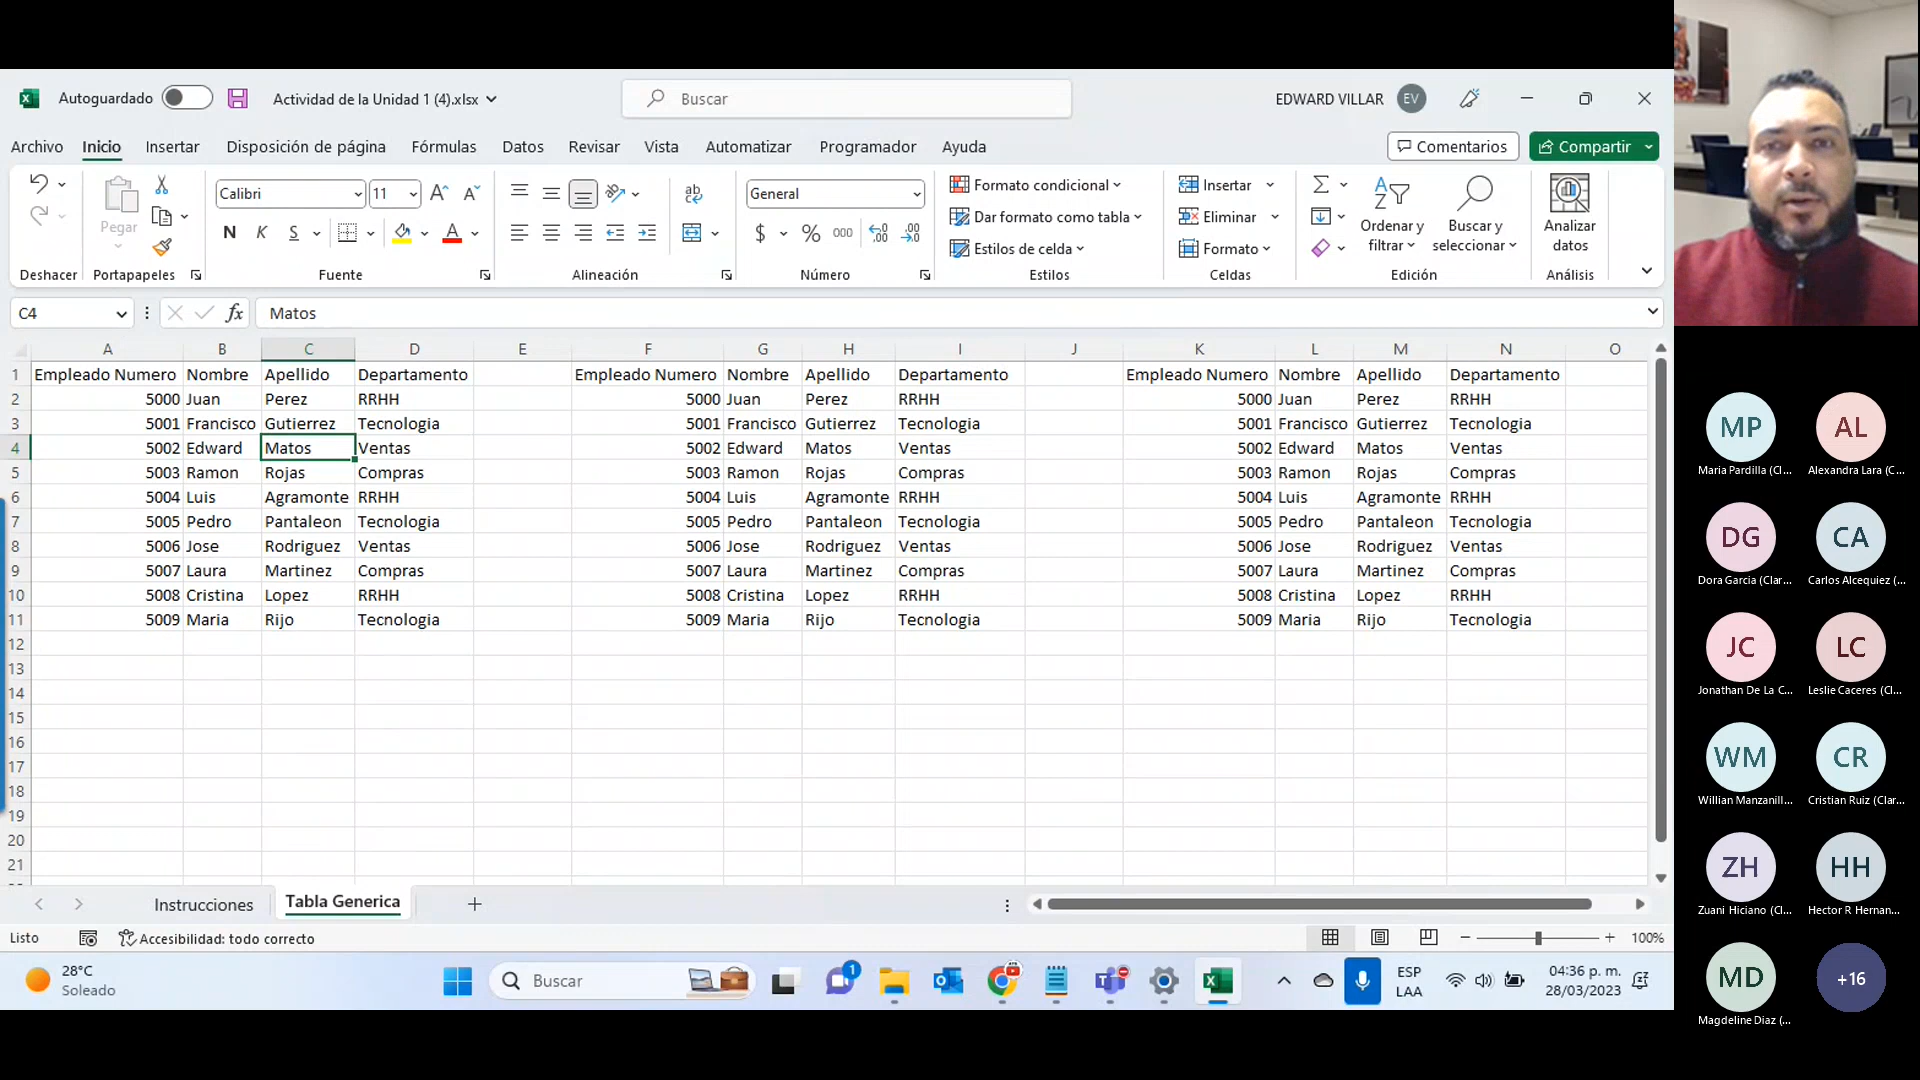 Autoguardado
Actividad de la Unidad 1 (4).xlsx
Buscar
EDWARD VILLAR
EV
Archivo Inicio Insertar Disposición de página Fórmulas Datos Revisar Vista Automatizar Programador Ayuda
Comentarios
Compartir
Pegar
Calibri 11
N K S
General
$ % 000
Formato condicional
Dar formato como tabla
Estilos de celda
Insertar
Eliminar
Formato
Ordenar y filtrar
Buscar y seleccionar
Analizar datos
Deshacer Portapapeles Fuente Alineación Número Estilos Celdas Edición Análisis
C4 fx Matos
A B C D E F G H I J K L M N O
1 Empleado Numero Nombre Apellido Departamento Empleado Numero Nombre Apellido Departamento Empleado Numero Nombre Apellido Departamento
2 5000 Juan Perez RRHH 5000 Juan Perez RRHH 5000 Juan Perez RRHH
3 5001 Francisco Gutierrez Tecnologia 5001 Francisco Gutierrez Tecnologia 5001 Francisco Gutierrez Tecnologia
4 5002 Edward Matos Ventas 5002 Edward Matos Ventas 5002 Edward Matos Ventas
5 5003 Ramon Rojas Compras 5003 Ramon Rojas Compras 5003 Ramon Rojas Compras
6 5004 Luis Agramonte RRHH 5004 Luis Agramonte RRHH 5004 Luis Agramonte RRHH
7 5005 Pedro Pantaleon Tecnologia 5005 Pedro Pantaleon Tecnologia 5005 Pedro Pantaleon Tecnologia
8 5006 Jose Rodriguez Ventas 5006 Jose Rodriguez Ventas 5006 Jose Rodriguez Ventas
9 5007 Laura Martinez Compras 5007 Laura Martinez Compras 5007 Laura Martinez Compras
10 5008 Cristina Lopez RRHH 5008 Cristina Lopez RRHH 5008 Cristina Lopez RRHH
11 5009 Maria Rijo Tecnologia 5009 Maria Rijo Tecnologia 5009 Maria Rijo Tecnologia
12
13
14
15
16
17
18
19
20
21
Instrucciones Tabla Generica
Listo
Accesibilidad: todo correcto
100%
28°C
Soleado
Buscar
1
ESP
LAA
04:36 p. m.
28/03/2023
MP AL
Maria Pardilla (Cl... Alexandra Lara (C...
DG CA
Dora Garcia (Clar... Carlos Alcequiez (...
JC LC
Jonathan De La C... Leslie Caceres (Cl...
WM CR
Willian Manzanill... Cristian Ruiz (Clar...
ZH HH
Zuani Hiciano (Cl... Hector R Hernan...
MD +16
Magdeline Diaz (...